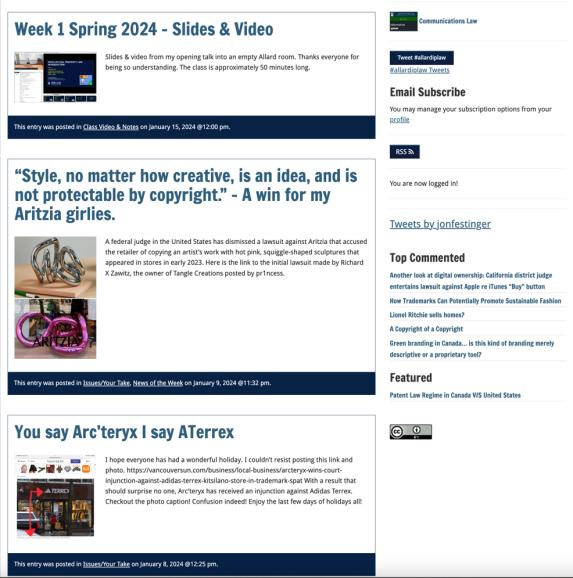 Week 1 Spring 2024 – Slides & Video
Slides & video from my opening talk into an empty Allard room. Thanks everyone for
being so understanding. The class is approximately 50 minutes long.
This entry was posted in Class Video & Notes on January 15, 2024 @12:00 pm.
“Style, no matter how creative, is an idea, and is
not protectable by copyright.” – A win for my
Aritzia girlies.
A federal judge in the United States has dismissed a lawsuit against Aritzia that accused
the retailer of copying an artist’s work with hot pink, squiggle-shaped sculptures that
appeared in stores in early 2023. Here is the link to the initial lawsuit made by Richard
X Zawitz, the owner of Tangle Creations posted by pr1ncess.
ARITZIA
This entry was posted in Issues/Your Take, News of the Week on January 9, 2024 @11:32 pm.
You say Arc’teryx I say ATerrex
I hope everyone has had a wonderful holiday. I couldn’t resist posting this link and
photo. https://vancouversun.com/business/local-business/arcteryx-wins-court-
injunction-against-adidas-terrex-kitsilano-store-in-trademark-spat With a result that
should surprise no one, Arc’teryx has received an injunction against Adidas Terrex.
Checkout the photo caption! Confusion indeed! Enjoy the last few days of holidays all!
TERREX
This entry was posted in Issues/Your Take on January 8, 2024 @12:25 pm.
Communications Law
Tweet #allardiplaw
#allardiplaw Tweets
Email Subscribe
You may manage your subscription options from your
profile
RSS
You are now logged in!
Tweets by jonfestinger
Top Commented
Another look at digital ownership: California district judge
entertains lawsuit against Apple re iTunes “Buy” button
How Trademarks Can Potentially Promote Sustainable Fashion
Lionel Ritchie sells homes?
A Copyright of a Copyright
Green branding in Canada… is this kind of branding merely
descriptive or a proprietary tool?
Featured
Patent Law Regime in Canada V/S United States
cc
BY